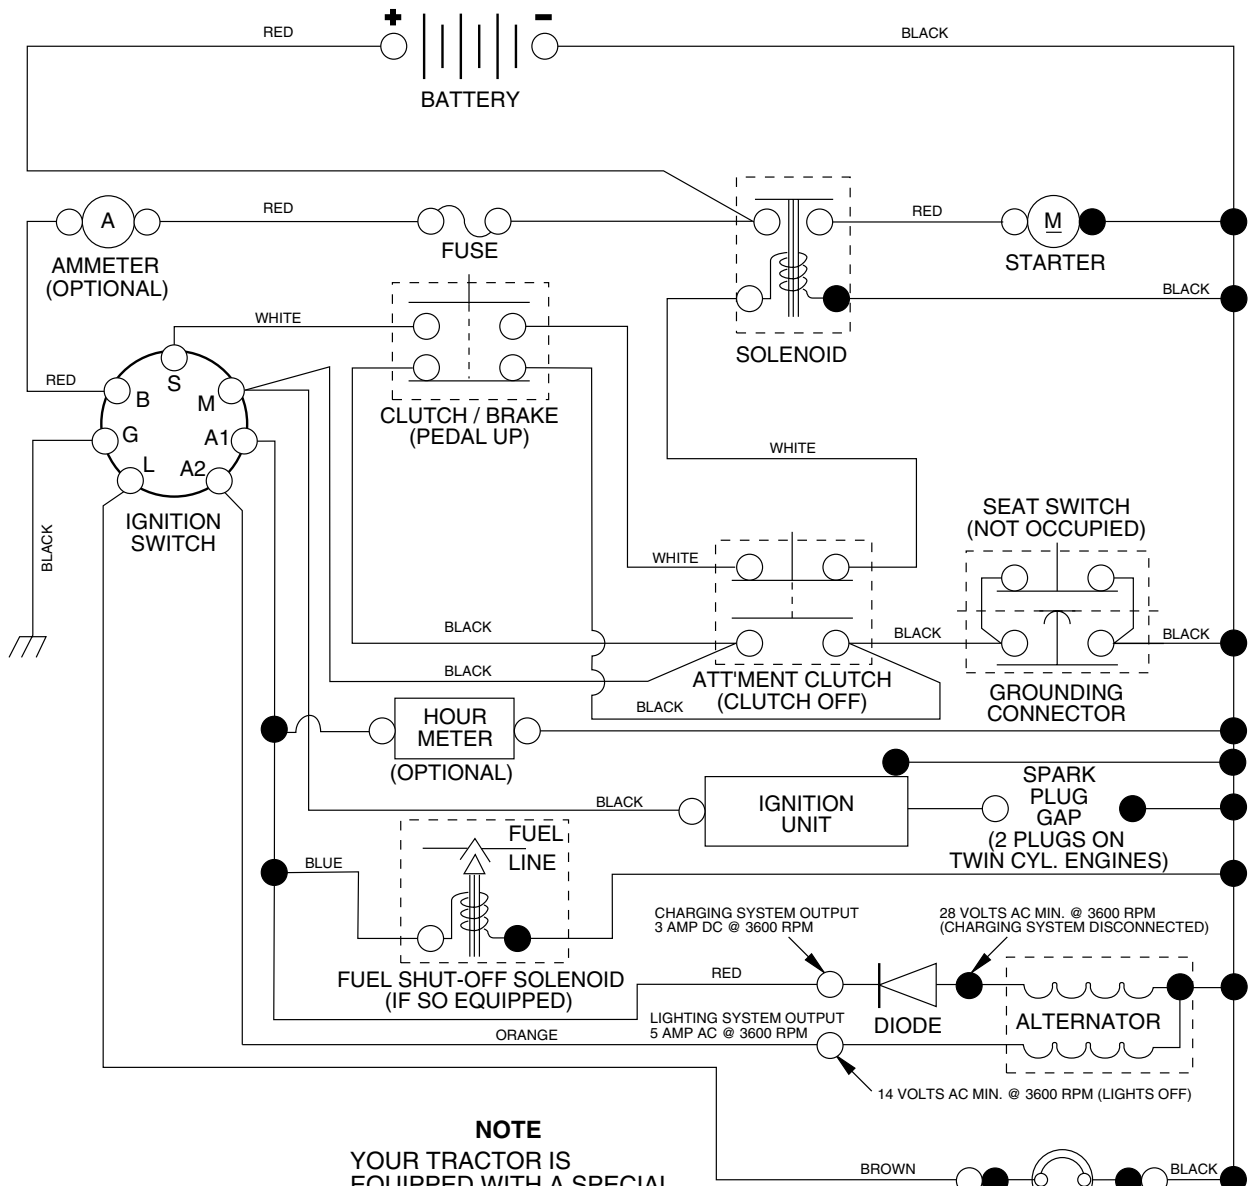 RED
+
−
BLACK
BATTERY
A
RED
FUSE
RED
M
STARTER
AMMETER
(OPTIONAL)
BLACK
WHITE
SOLENOID
RED
S
B
M
G
A1
L
A2
CLUTCH / BRAKE
(PEDAL UP)
WHITE
IGNITION
SWITCH
BLACK
SEAT SWITCH
(NOT OCCUPIED)
WHITE
BLACK
BLACK
BLACK
BLACK
ATT'MENT CLUTCH
(CLUTCH OFF)
GROUNDING
CONNECTOR
BLACK
HOUR
METER
(OPTIONAL)
BLACK
IGNITION
UNIT
SPARK
PLUG
GAP
(2 PLUGS ON
TWIN CYL. ENGINES)
FUEL
LINE
BLUE
FUEL SHUT-OFF SOLENOID
(IF SO EQUIPPED)
CHARGING SYSTEM OUTPUT
3 AMP DC @ 3600 RPM
28 VOLTS AC MIN. @ 3600 RPM
(CHARGING SYSTEM DISCONNECTED)
RED
DIODE
ALTERNATOR
LIGHTING SYSTEM OUTPUT
5 AMP AC @ 3600 RPM
ORANGE
14 VOLTS AC MIN. @ 3600 RPM (LIGHTS OFF)
NOTE
YOUR TRACTOR IS
EQUIPPED WITH A SPECIAL
BROWN
BLACK